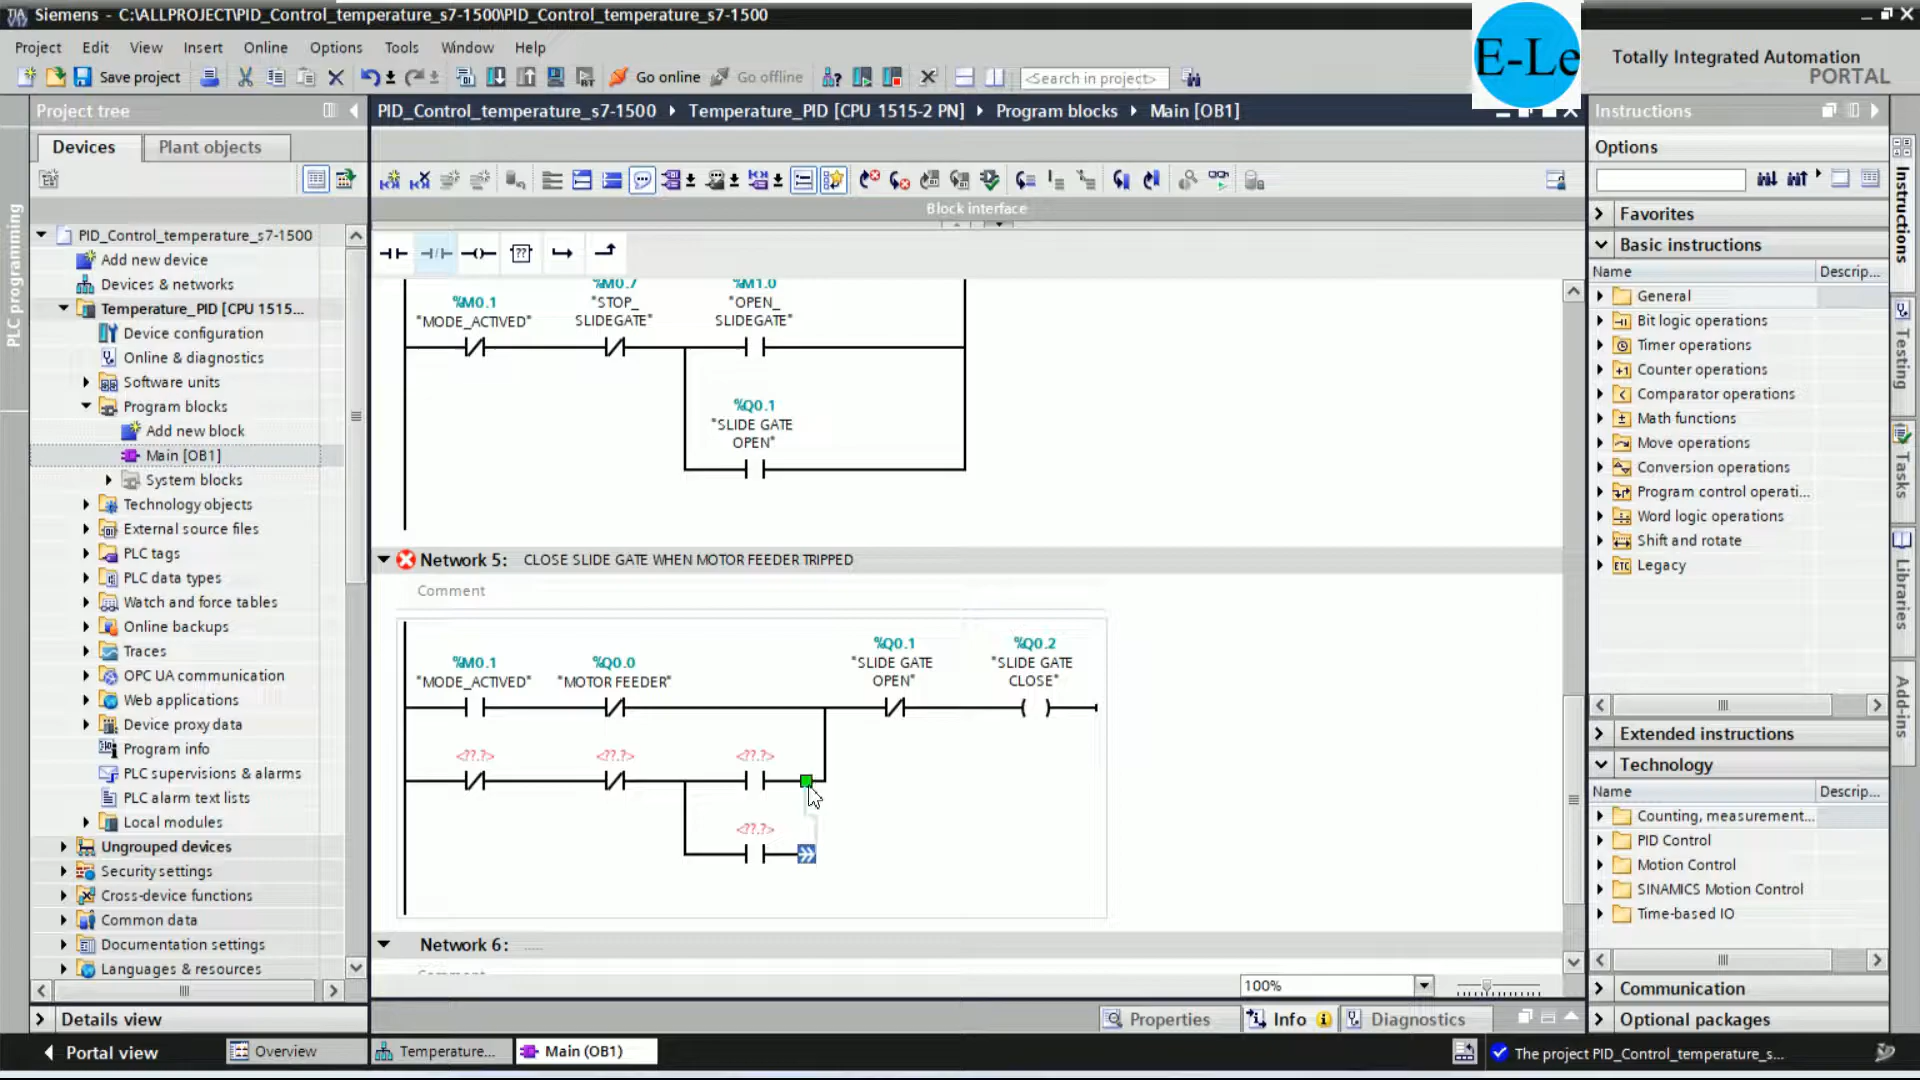 Siemens - C:\ALLPROJECT\PID_Control_temperature_s7-1500\PID_Control_temperature_s7-1500
Project Edit View Insert Online Options Tools Window Help
E-Le
Totally Integrated Automation
PORTAL
Save project
Go online
Go offline
<Search in project>
Project tree
PID_Control_temperature_s7-1500 Temperature_PID [CPU 1515-2 PN] Program blocks Main [OB1]
Instructions
Devices
Plant objects
Options
Block interface
PLC programming
PID_Control_temperature_s7-1500
Add new device
Devices & networks
Temperature_PID [CPU 1515...
Device configuration
Online & diagnostics
Software units
Program blocks
Add new block
Main [OB1]
System blocks
Technology objects
External source files
PLC tags
PLC data types
Watch and force tables
Online backups
Traces
OPC UA communication
Web applications
Device proxy data
Program info
PLC supervisions & alarms
PLC alarm text lists
Local modules
Ungrouped devices
Security settings
Cross-device functions
Common data
Documentation settings
Languages & resources
Details view
??
%M0.1
"MODE_ACTIVED"
%M0.7
"STOP_
SLIDEGATE"
%M1.0
"OPEN_
SLIDEGATE"
%Q0.1
"SLIDE GATE
OPEN"
Network 5: CLOSE SLIDE GATE WHEN MOTOR FEEDER TRIPPED
Comment
%M0.1
"MODE_ACTIVED"
%Q0.0
"MOTOR FEEDER"
%Q0.1
"SLIDE GATE
OPEN"
%Q0.2
"SLIDE GATE
CLOSE"
<??.?>
<??.?>
<??.?>
<??.?>
Network 6: .....
Comment
100%
Properties
Info
Diagnostics
Favorites
Basic instructions
Name Descrip...
General
Bit logic operations
Timer operations
Counter operations
Comparator operations
Math functions
Move operations
Conversion operations
Program control operati...
Word logic operations
Shift and rotate
Legacy
Extended instructions
Technology
Name Descrip...
Counting, measurement...
PID Control
Motion Control
SINAMICS Motion Control
Time-based IO
Communication
Optional packages
Instructions
Testing
Tasks
Libraries
Add-ins
Portal view
Overview
Temperature...
Main (OB1)
The project PID_Control_temperature_s...